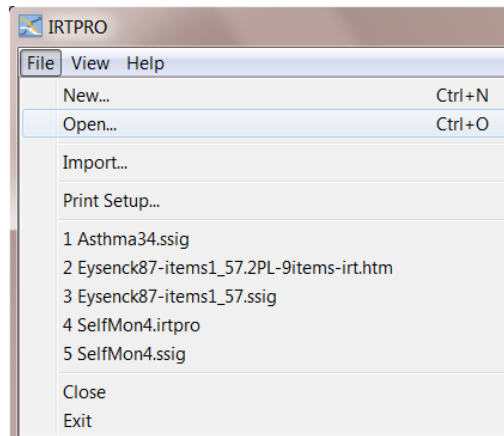 IRTPRO
File View Help
New... Ctrl+N
Open... Ctrl+O
Import...
Print Setup...
1 Asthma34.ssig
2 Eysenck87-items1_57.2PL-9items-irt.htm
3 Eysenck87-items1_57.ssig
4 SelfMon4.irtpro
5 SelfMon4.ssig
Close
Exit